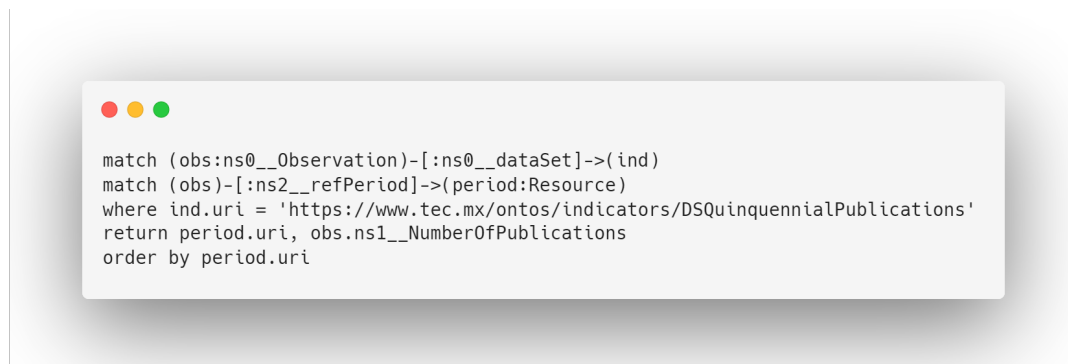 match (obs:ns0__Observation)-[:ns0__dataSet]->(ind)
match (obs)-[:ns2__refPeriod]->(period:Resource)
where ind.uri = 'https://www.tec.mx/ontos/indicators/DSQuinquennialPublications'
return period.uri, obs.ns1__NumberOfPublications
order by period.uri